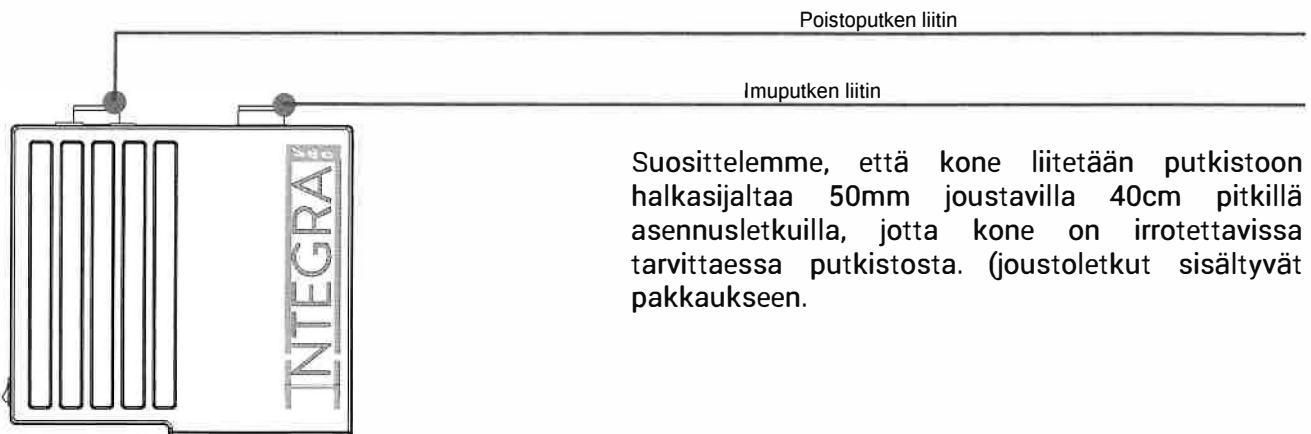 Poistoputken liitin
Imuputken liitin
INTEGRA
Suosittelemme, että kone liitetään putkistoon
halkasijaltaa 50mm joustavilla 40cm pitkillä
asennusletkuilla, jotta kone on irrotettavissa
tarvittaessa putkistosta. (joustoletkut sisältyvät
pakkaukseen.